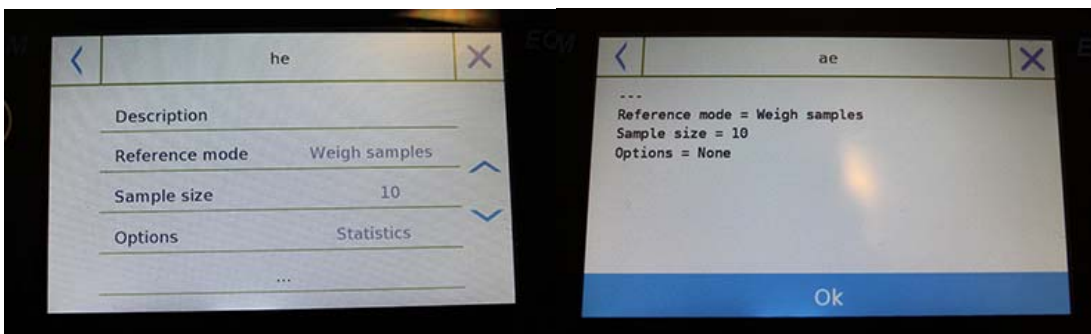 he
Description
Reference mode Weigh samples
Sample size 10
Options Statistics
...
ae
---
Reference mode = Weigh samples
Sample size = 10
Options = None
Ok